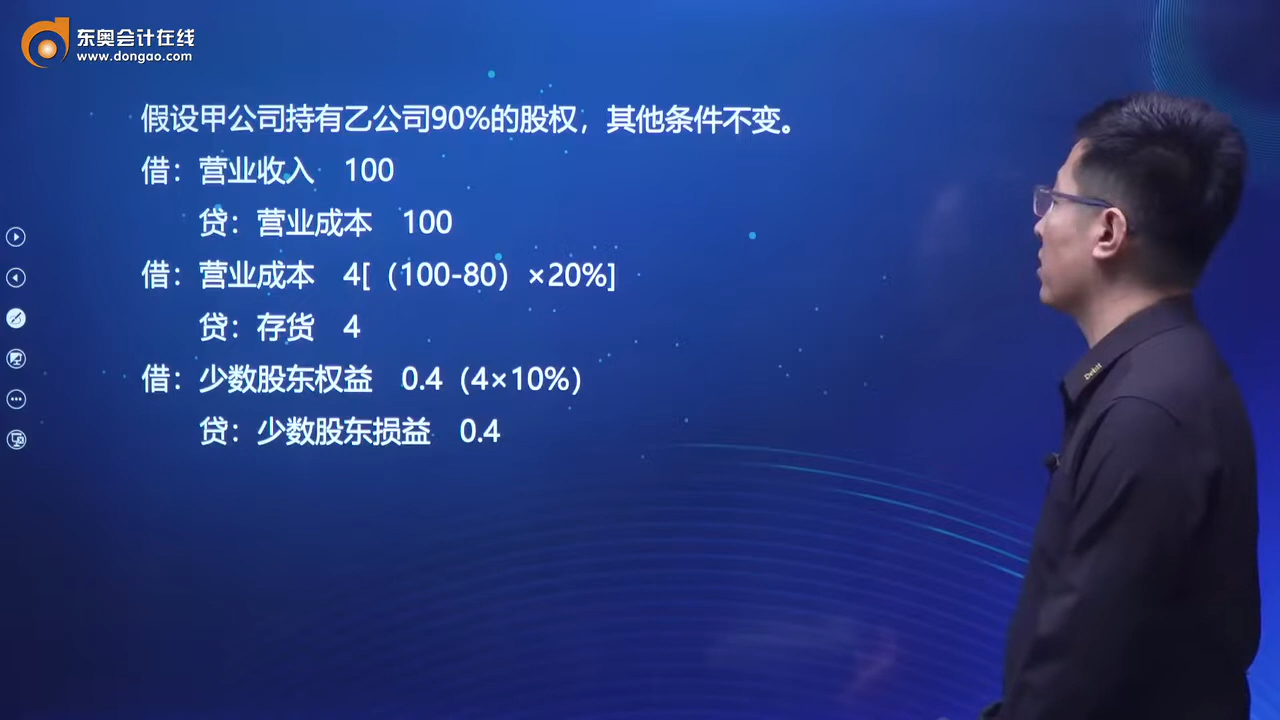 东奥会计在线
www.dongao.com
假设甲公司持有乙公司90%的股权，其他条件不变。
借：营业收入 100
贷：营业成本 100
借：营业成本 4[（100-80）×20%]
贷：存货 4
借：少数股东权益 0.4（4×10%）
贷：少数股东损益 0.4
Debit